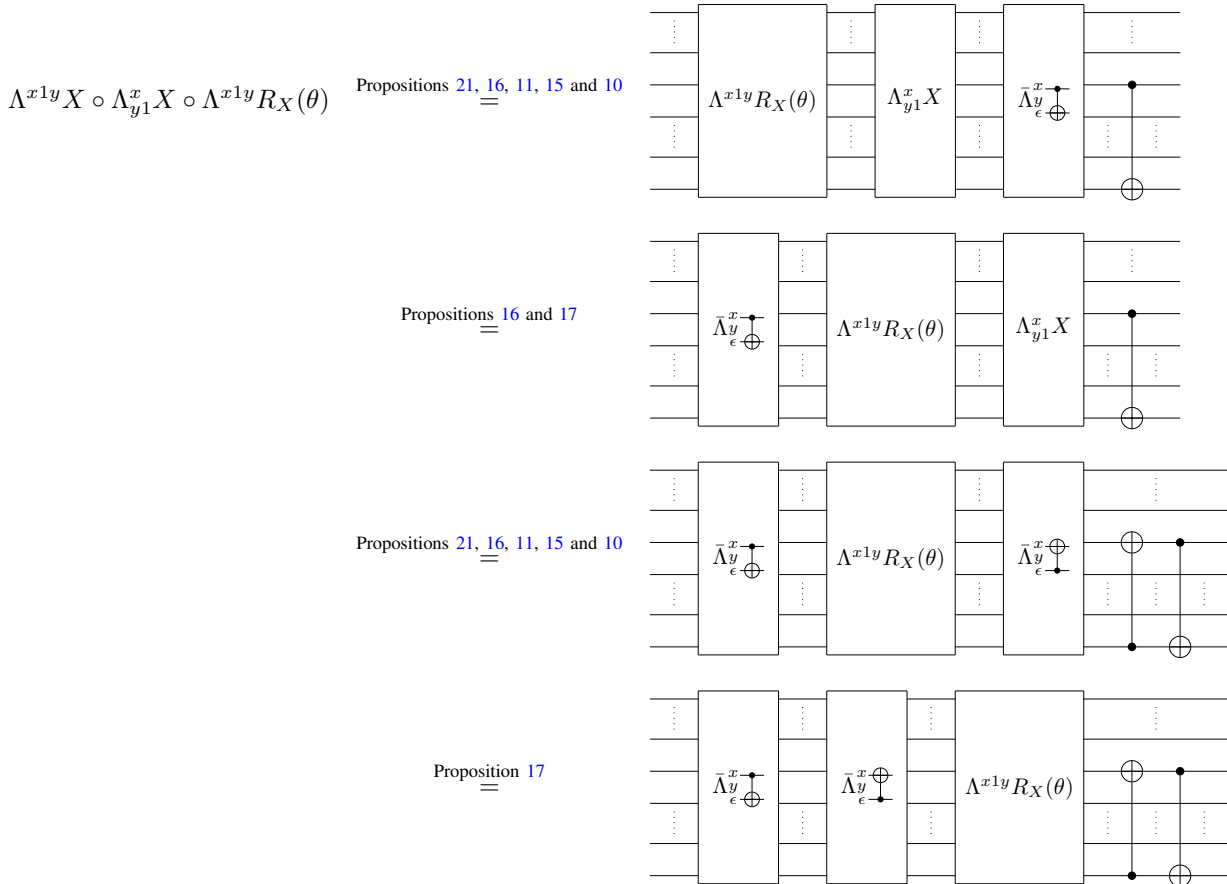 Λ^{x1y}X ∘ Λ^{x}_{y1}X ∘ Λ^{x1y}R_X(θ)
Propositions 21, 16, 11, 15 and 10
=
Λ^{x1y}R_X(θ)
Λ^{x}_{y1}X
Λ̄^{x}_{y} ϵ
Propositions 16 and 17
=
Λ̄^{x}_{y} ϵ
Λ^{x1y}R_X(θ)
Λ^{x}_{y1}X
Propositions 21, 16, 11, 15 and 10
=
Λ̄^{x}_{y} ϵ
Λ^{x1y}R_X(θ)
Λ̄^{x}_{y} ϵ
Proposition 17
=
Λ̄^{x}_{y} ϵ
Λ̄^{x}_{y} ϵ
Λ^{x1y}R_X(θ)